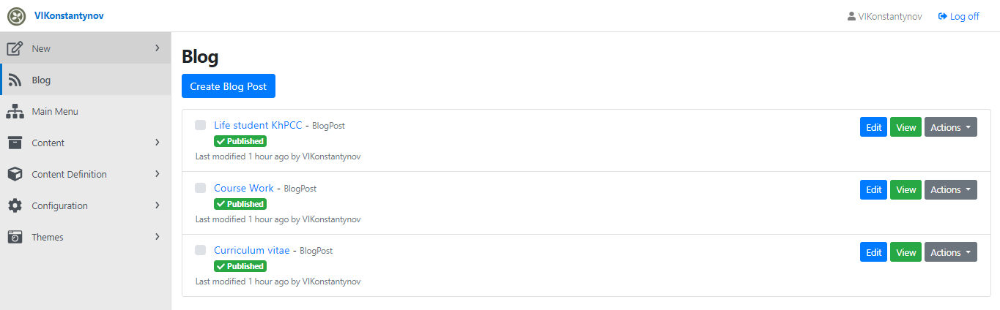 VIKonstantynov
VIKonstantynov Log off
New
Blog
Main Menu
Content
Content Definition
Configuration
Themes
Blog
Create Blog Post
Life student KhPCC - BlogPost
Published
Last modified 1 hour ago by VIKonstantynov
Edit View Actions
Course Work - BlogPost
Published
Last modified 1 hour ago by VIKonstantynov
Edit View Actions
Curriculum vitae - BlogPost
Published
Last modified 1 hour ago by VIKonstantynov
Edit View Actions